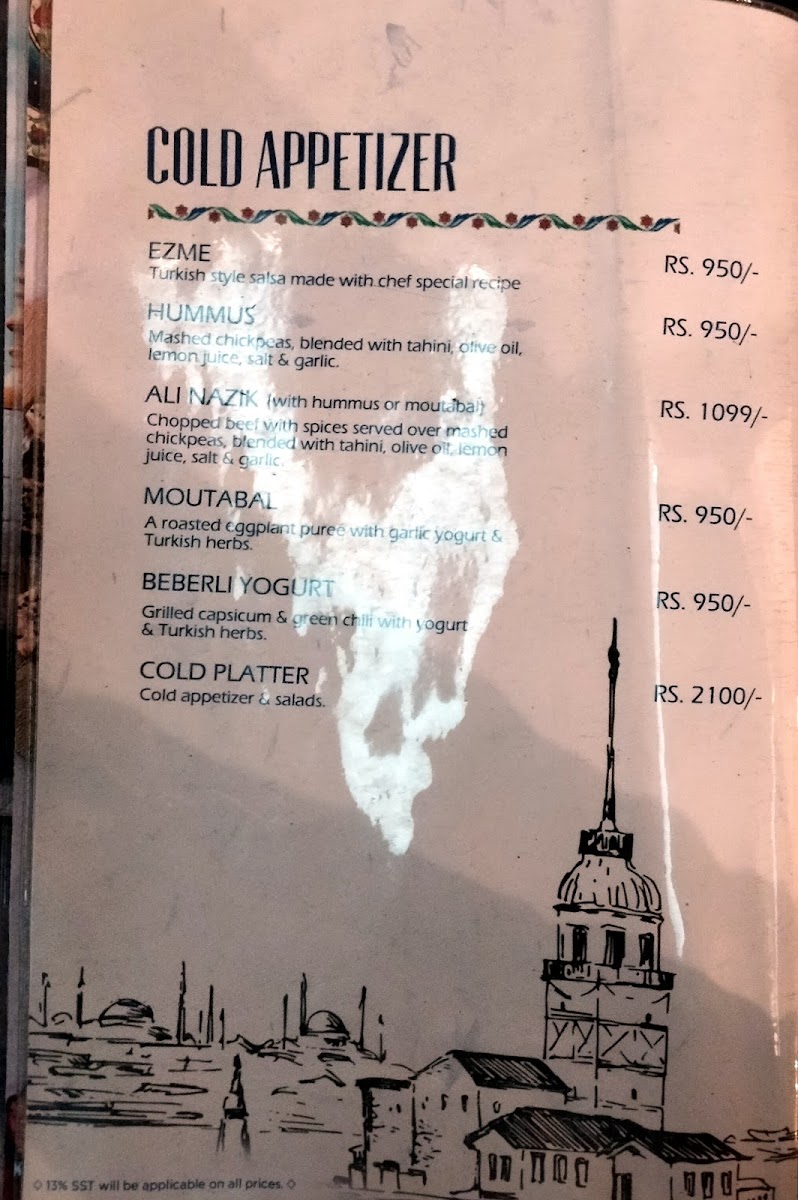 COLD APPETIZER
EZME
RS. 950/-
Turkish style salsa made with chef special recipe
HUMMUS
RS. 950/-
Mashed chickpeas, blended with tahini, olive oil,
lemon juice, salt & garlic.
ALI NAZIK (with hummus or moutabal)
RS. 1099/-
Chopped beef with spices served over mashed
chickpeas, blended with tahini, olive oil, lemon
juice, salt & garlic.
MOUTABAL
RS. 950/-
A roasted eggplant puree with garlic yogurt &
Turkish herbs.
BEBERLI YOGURT
RS. 950/-
Grilled capsicum & green chili with yogurt
& Turkish herbs.
COLD PLATTER
RS. 2100/-
Cold appetizer & salads.
◇ 13% SST will be applicable on all prices. ◇